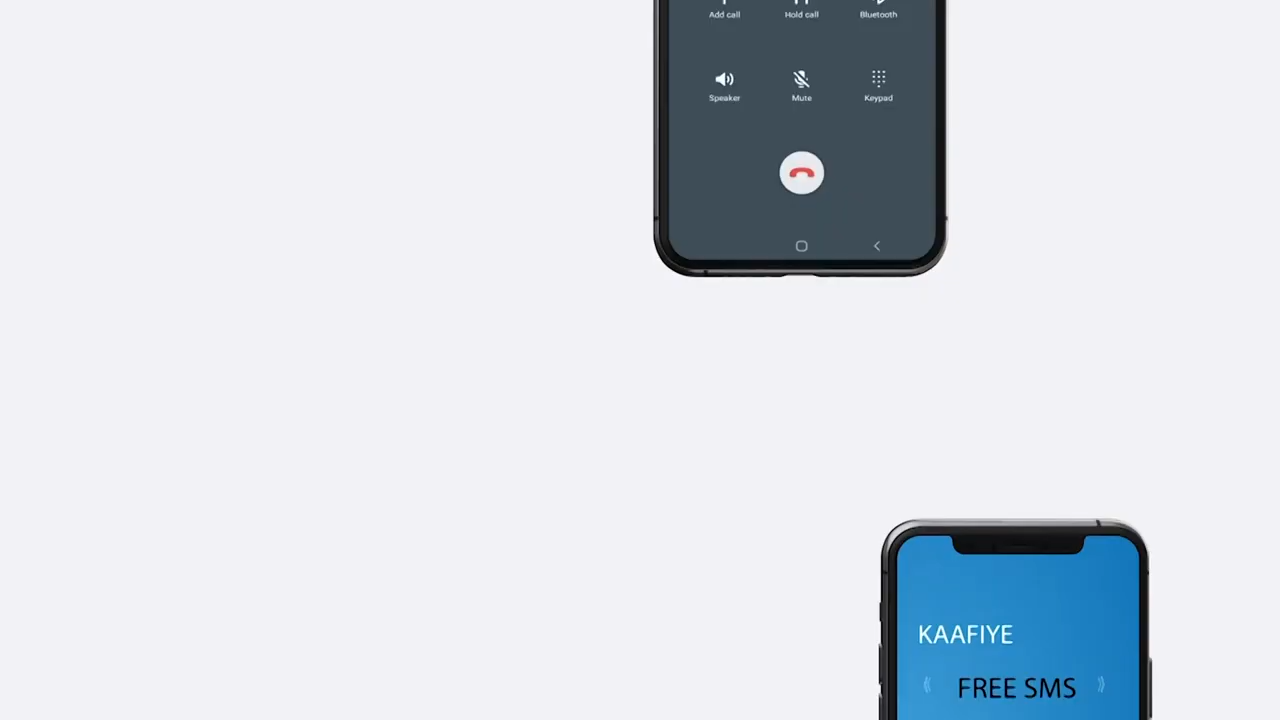 Add call Hold call Bluetooth
Speaker Mute Keypad
KAAFIYE
FREE SMS